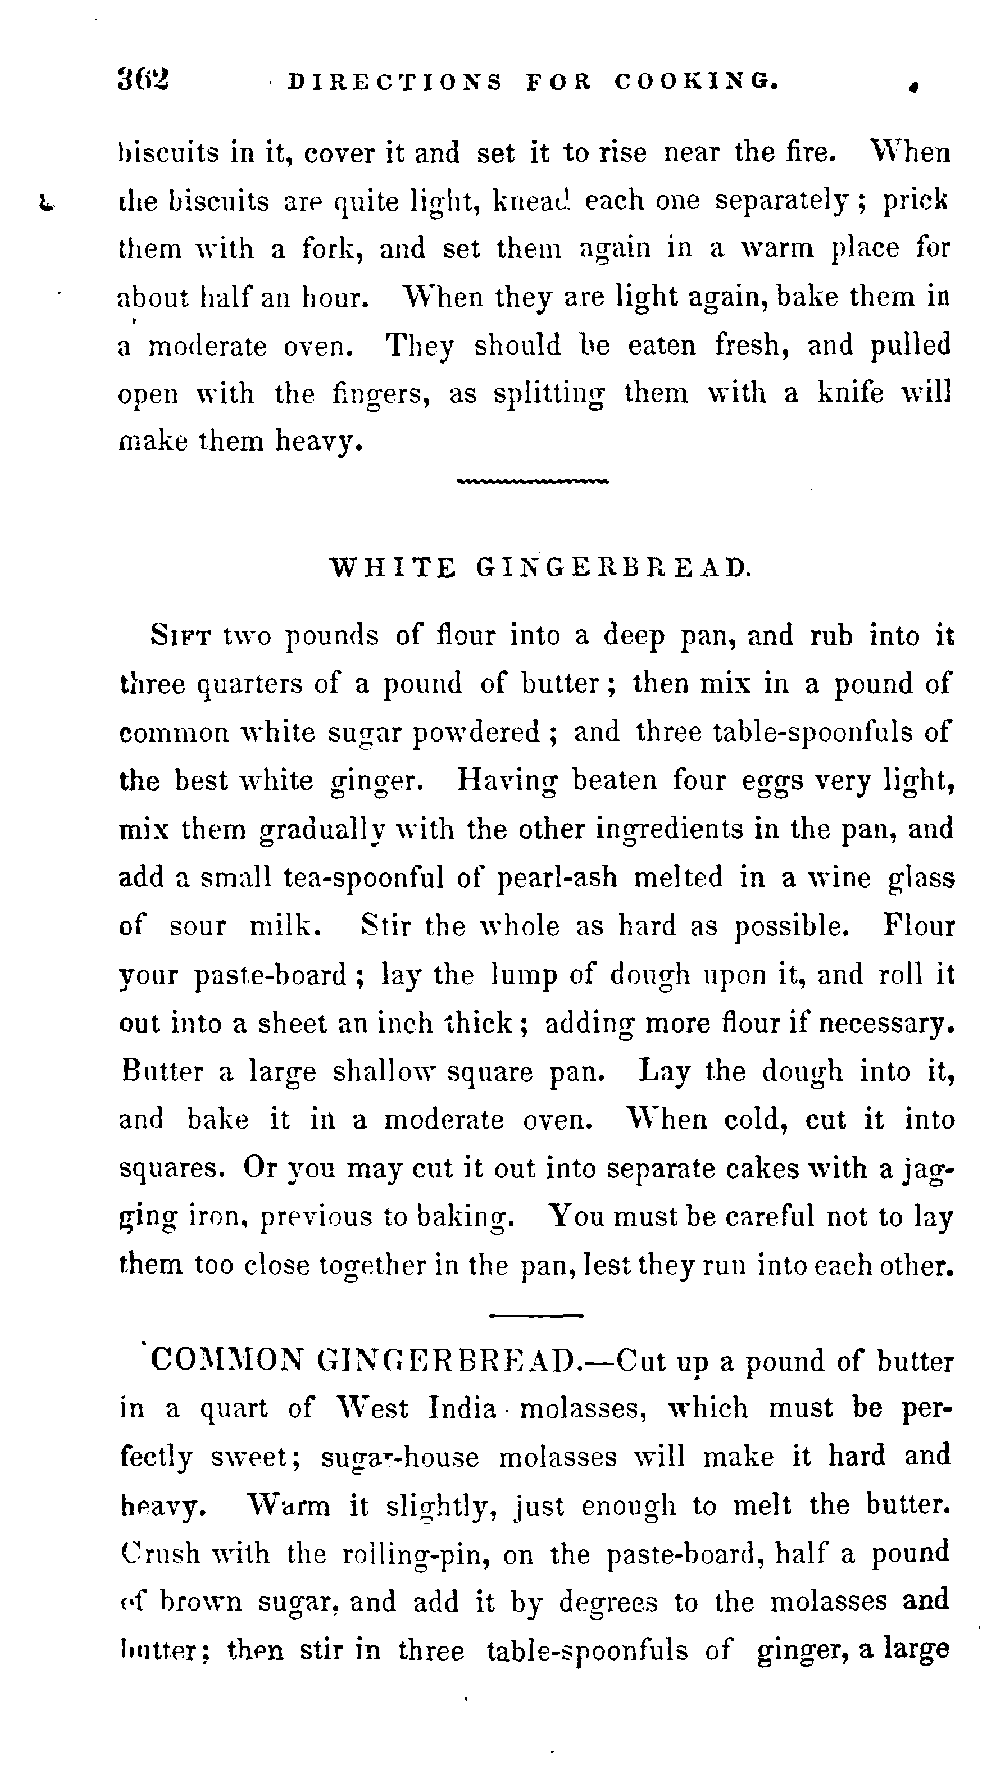 362 DIRECTIONS FOR COOKING.
biscuits in it, cover it and set it to rise near the fire. When
the biscuits are quite light, knead each one separately; prick
them with a fork, and set them again in a warm place for
about half an hour. When they are light again, bake them in
a moderate oven. They should be eaten fresh, and pulled
open with the fingers, as splitting them with a knife will
make them heavy.
WHITE GINGERBREAD.
SIFT two pounds of flour into a deep pan, and rub into it
three quarters of a pound of butter; then mix in a pound of
common white sugar powdered; and three table-spoonfuls of
the best white ginger. Having beaten four eggs very light,
mix them gradually with the other ingredients in the pan, and
add a small tea-spoonful of pearl-ash melted in a wine glass
of sour milk. Stir the whole as hard as possible. Flour
your paste-board; lay the lump of dough upon it, and roll it
out into a sheet an inch thick; adding more flour if necessary.
Butter a large shallow square pan. Lay the dough into it,
and bake it in a moderate oven. When cold, cut it into
squares. Or you may cut it out into separate cakes with a jag-
ging iron, previous to baking. You must be careful not to lay
them too close together in the pan, lest they run into each other.
COMMON GINGERBREAD.—Cut up a pound of butter
in a quart of West India molasses, which must be per-
fectly sweet; sugar-house molasses will make it hard and
heavy. Warm it slightly, just enough to melt the butter.
Crush with the rolling-pin, on the paste-board, half a pound
of brown sugar, and add it by degrees to the molasses and
butter; then stir in three table-spoonfuls of ginger, a large